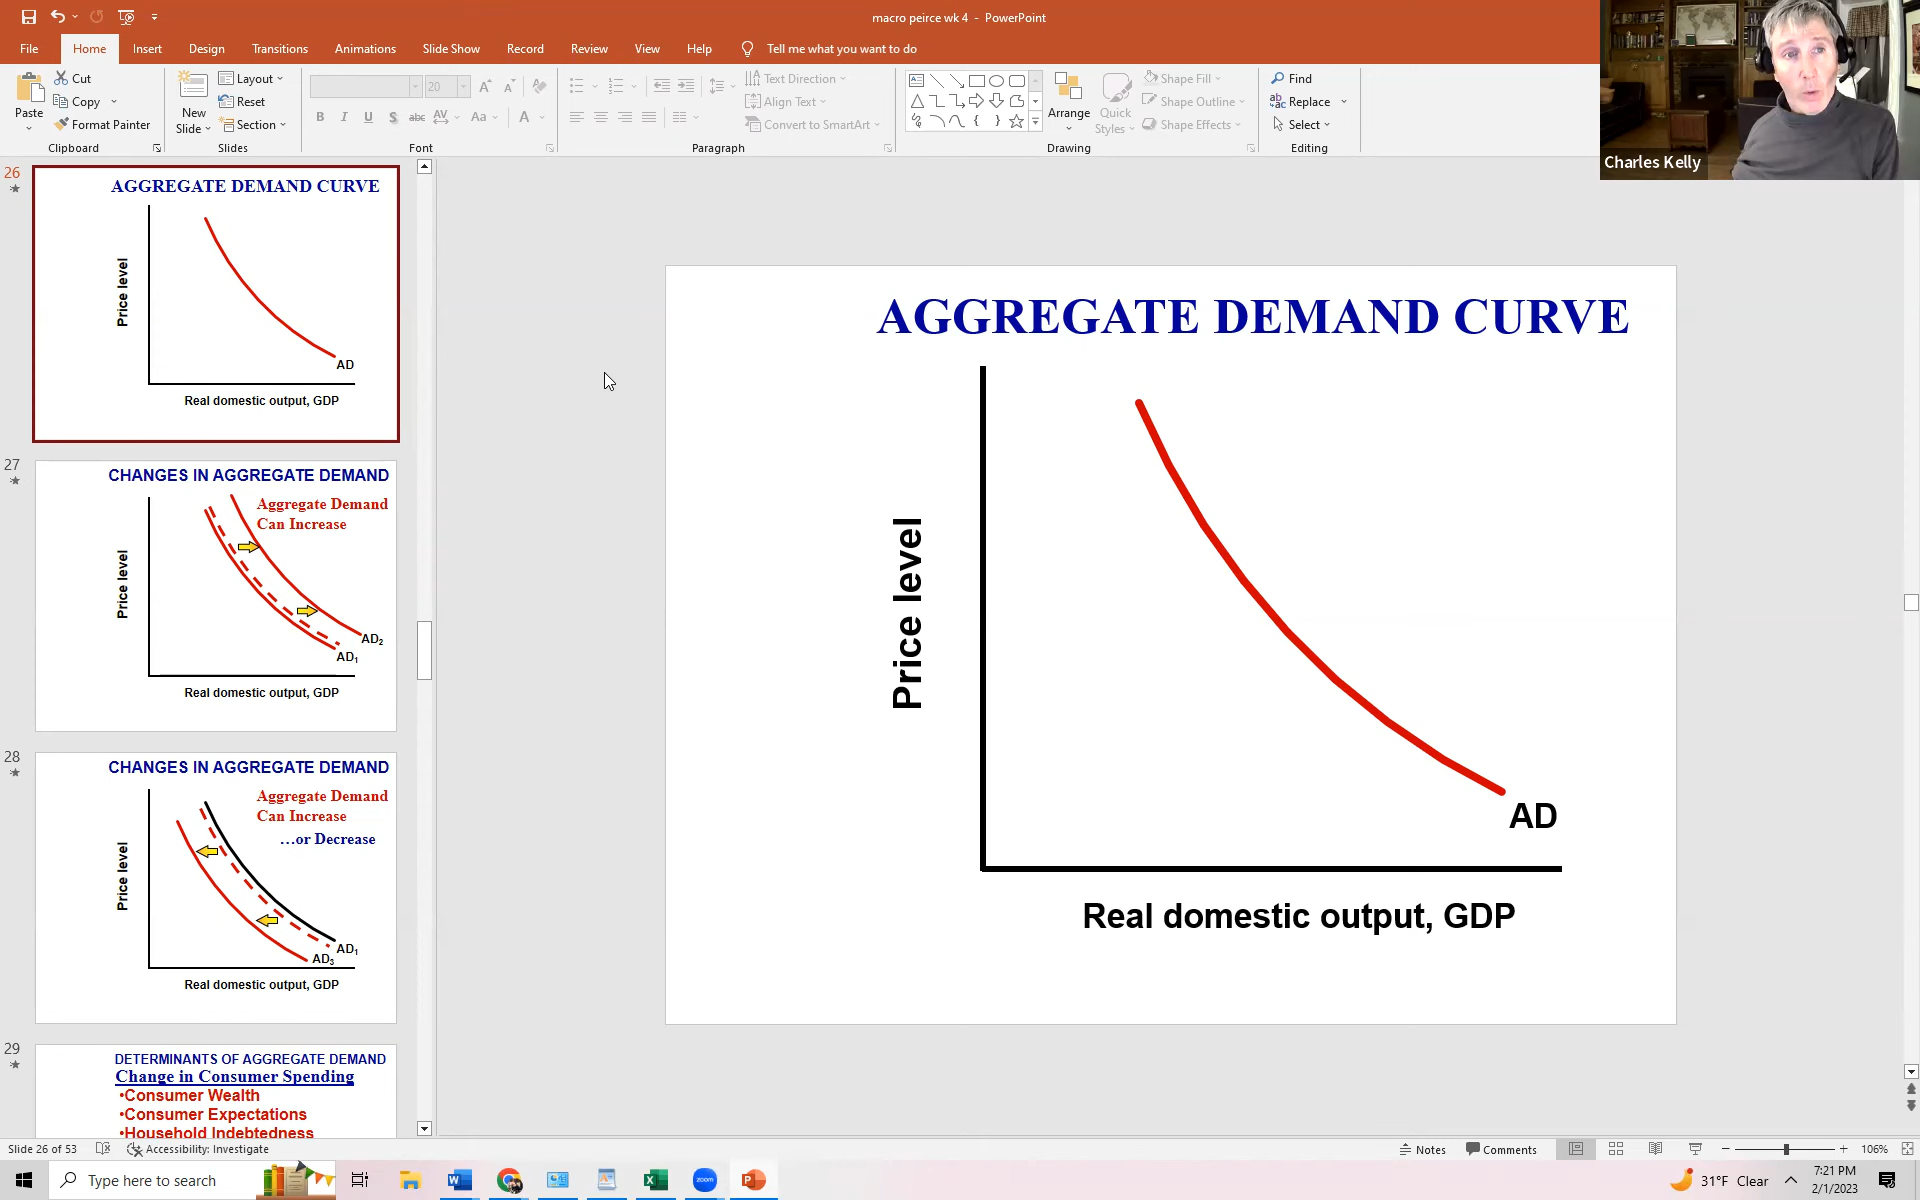 macro peirce wk 4 - PowerPoint
File Home Insert Design Transitions Animations Slide Show Record Review View Help Tell me what you want to do
Paste
Cut
Copy
Format Painter
Clipboard
New
Slide
Layout
Reset
Section
Slides
20
B I U S abc AV Aa A
Font
Text Direction
Align Text
Convert to SmartArt
Paragraph
Arrange
Quick
Styles
Shape Fill
Shape Outline
Shape Effects
Drawing
Find
Replace
Select
Editing
Charles Kelly
26
AGGREGATE DEMAND CURVE
Price level
AD
Real domestic output, GDP
27
CHANGES IN AGGREGATE DEMAND
Aggregate Demand
Can Increase
Price level
AD2
AD1
Real domestic output, GDP
28
CHANGES IN AGGREGATE DEMAND
Aggregate Demand
Can Increase
…or Decrease
Price level
AD1
AD3
Real domestic output, GDP
29
DETERMINANTS OF AGGREGATE DEMAND
Change in Consumer Spending
•Consumer Wealth
•Consumer Expectations
•Household Indebtedness
AGGREGATE DEMAND CURVE
Price level
AD
Real domestic output, GDP
Slide 26 of 53 Accessibility: Investigate Notes Comments 106%
Type here to search zoom 31°F Clear 7:21 PM
2/1/2023